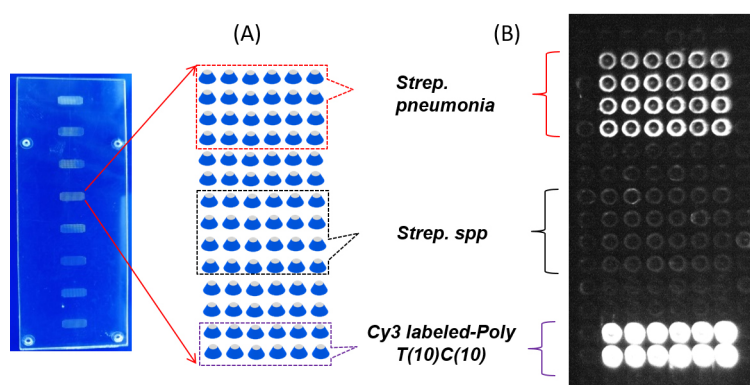 (A)
(B)
Strep.
pneumonia
Strep. spp
Cy3 labeled-Poly
T(10)C(10)